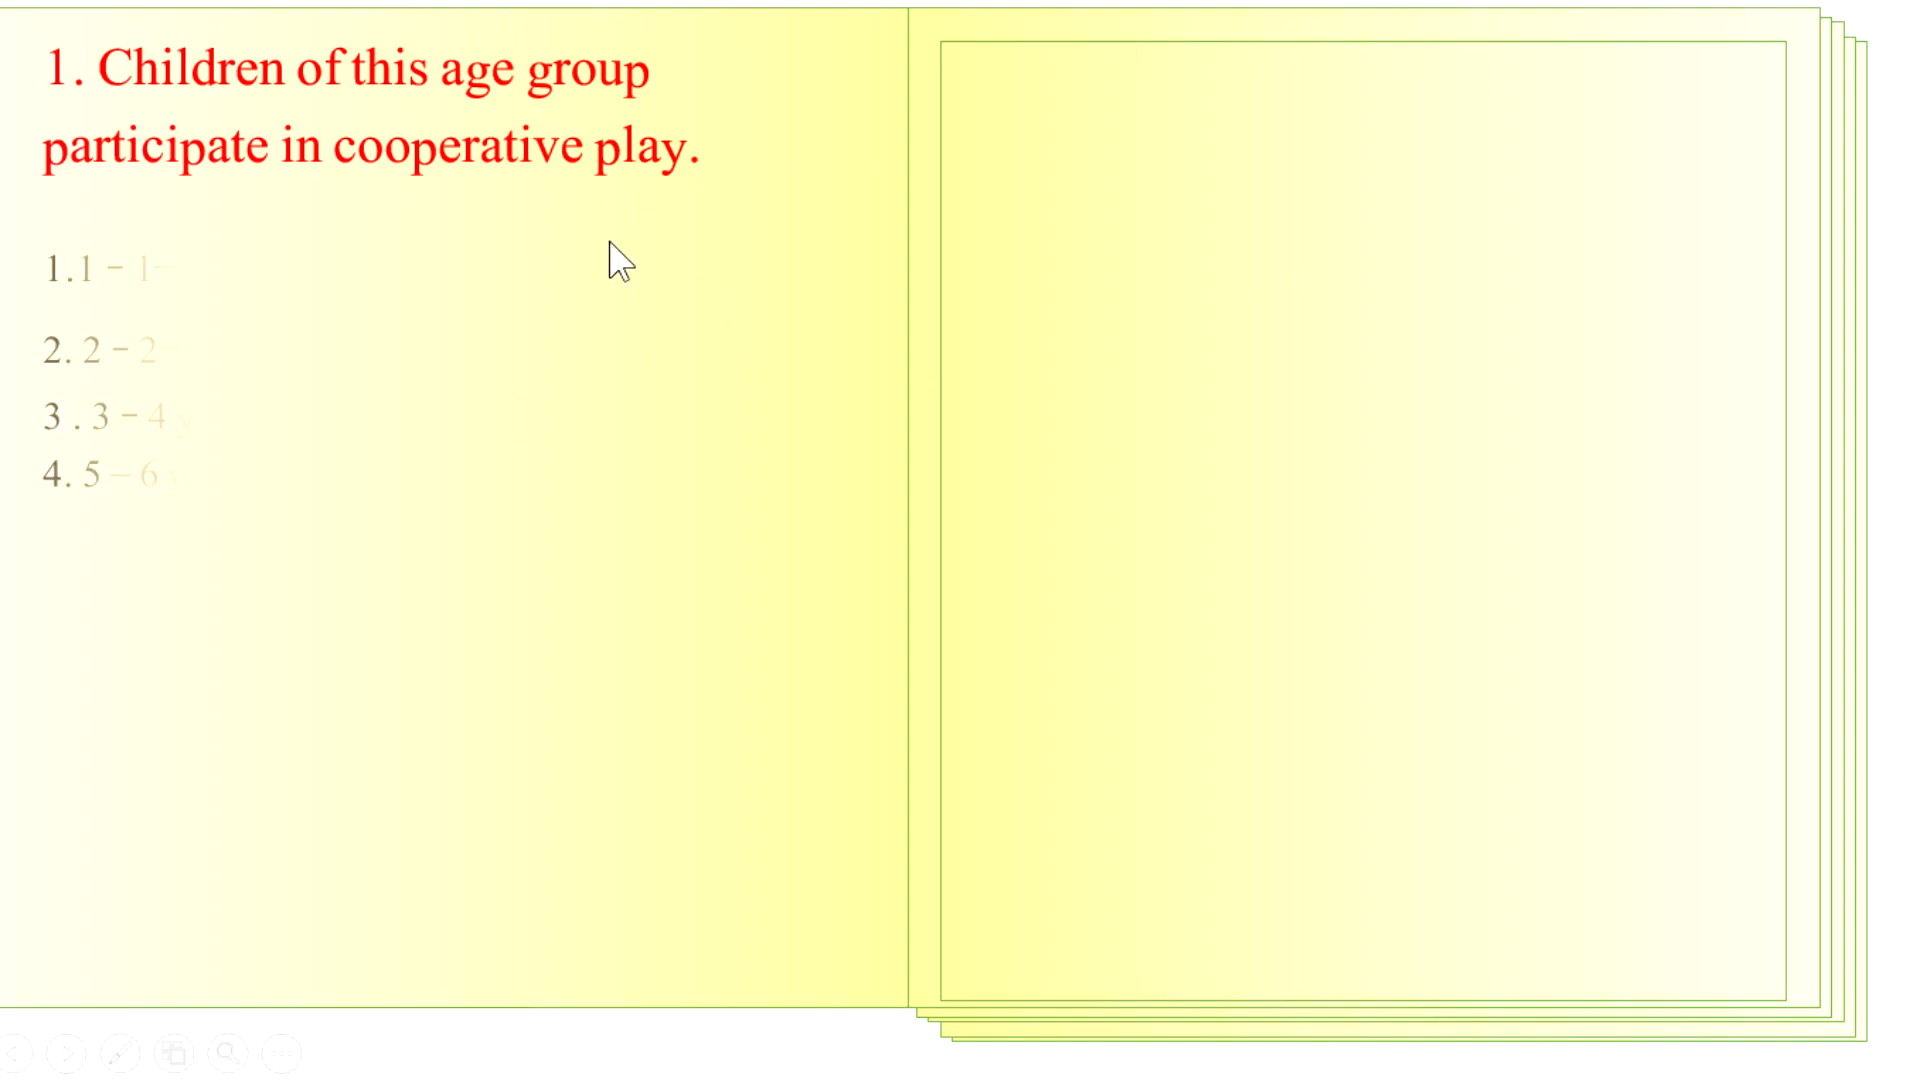 1. Children of this age group
participate in cooperative play.
1.1 – 1
2. 2 – 2
3 . 3 – 4
4. 5 – 6